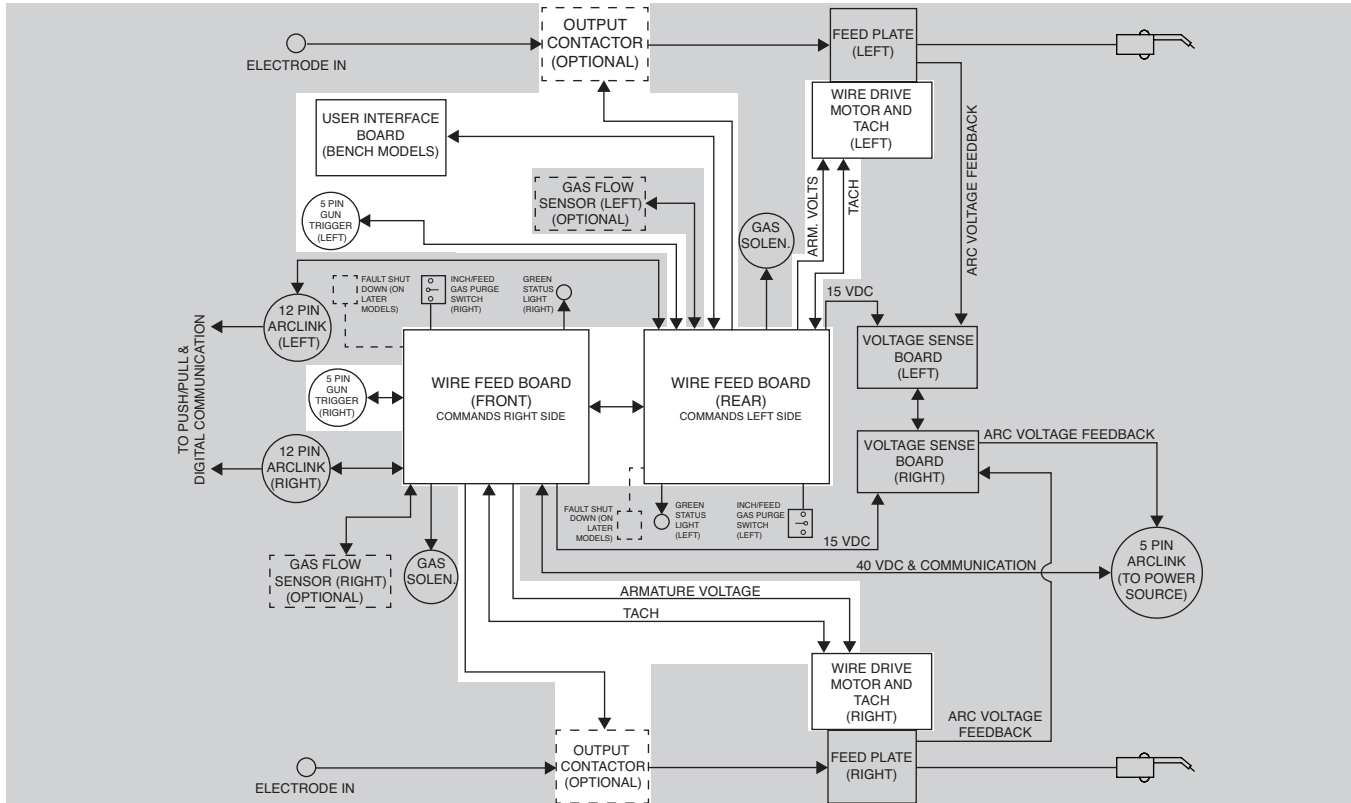 OUTPUT
CONTACTOR
(OPTIONAL)
FEED PLATE
(LEFT)
ELECTRODE IN
WIRE DRIVE
MOTOR AND
TACH
(LEFT)
USER INTERFACE
BOARD
(BENCH MODELS)
ARC VOLTAGE FEEDBACK
GAS FLOW
SENSOR (LEFT)
(OPTIONAL)
ARM. VOLTS
TACH
5 PIN
GUN
TRIGGER
(LEFT)
GAS
SOLEN.
FAULT SHUT
DOWN (ON
LATER
MODELS)
INCH/FEED
GAS PURGE
SWITCH
(RIGHT)
GREEN
STATUS
LIGHT
(RIGHT)
15 VDC
12 PIN
ARCLINK
(LEFT)
VOLTAGE SENSE
BOARD
(LEFT)
TO PUSH/PULL &
DIGITAL COMMUNICATION
WIRE FEED BOARD
(FRONT)
COMMANDS RIGHT SIDE
WIRE FEED BOARD
(REAR)
COMMANDS LEFT SIDE
5 PIN
GUN
TRIGGER
(RIGHT)
VOLTAGE SENSE
BOARD
(RIGHT)
ARC VOLTAGE FEEDBACK
12 PIN
ARCLINK
(RIGHT)
FAULT SHUT
DOWN (ON
LATER
MODELS)
GREEN
STATUS
LIGHT
(LEFT)
INCH/FEED
GAS PURGE
SWITCH
(LEFT)
15 VDC
GAS FLOW
SENSOR (RIGHT)
(OPTIONAL)
GAS
SOLEN.
40 VDC & COMMUNICATION
5 PIN
ARCLINK
(TO POWER
SOURCE)
ARMATURE VOLTAGE
TACH
WIRE DRIVE
MOTOR AND
TACH
(RIGHT)
ARC VOLTAGE
FEEDBACK
OUTPUT
CONTACTOR
(OPTIONAL)
FEED PLATE
(RIGHT)
ELECTRODE IN